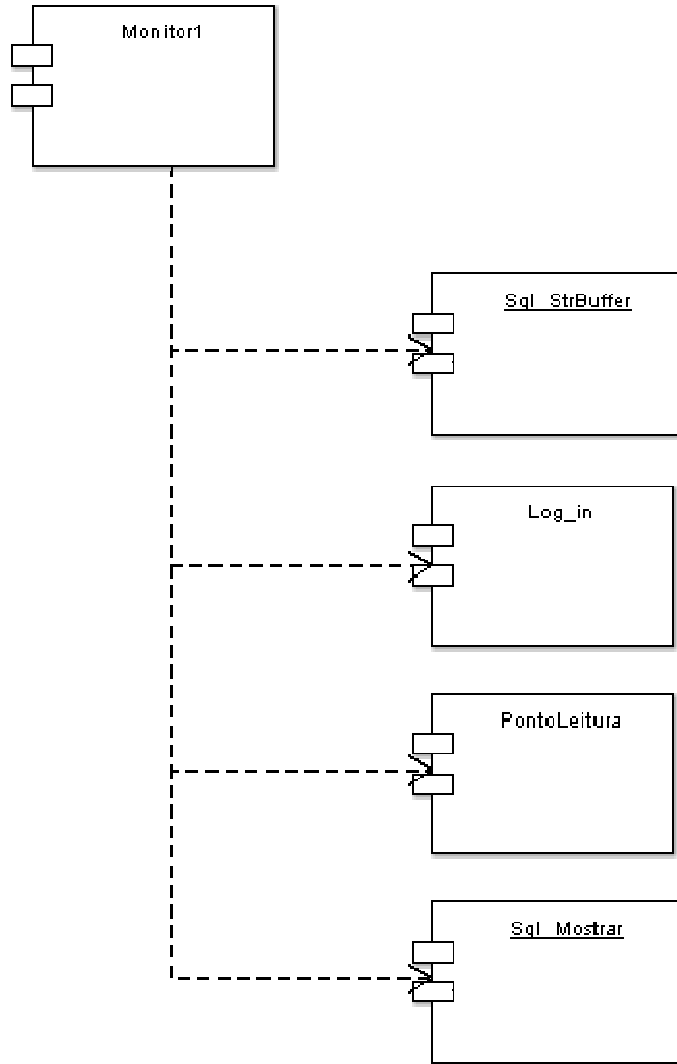 Monitor1
Sql_StrBuffer
Log_in
PontoLeitura
Sql_Mostrar